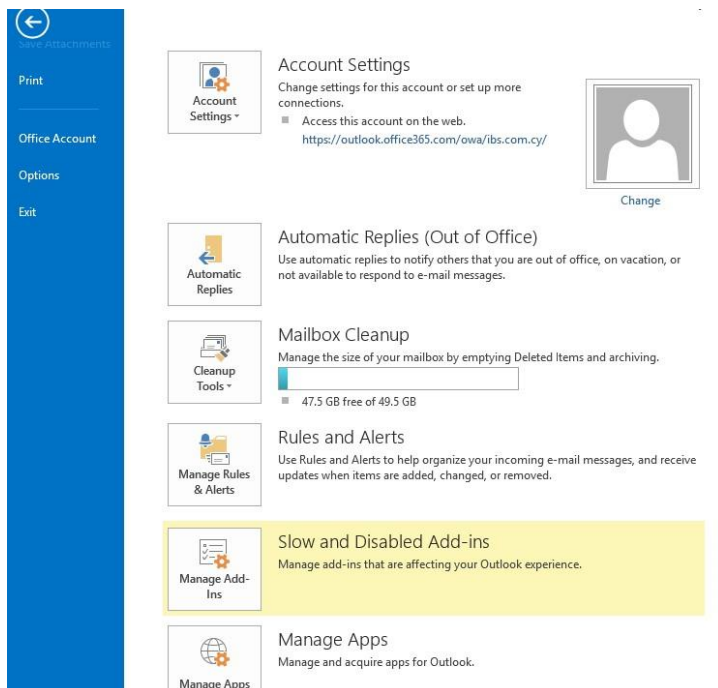 Save Attachments
Print
Office Account
Options
Exit
Account
Settings
Account Settings
Change settings for this account or set up more
connections.
Access this account on the web.
https://outlook.office365.com/owa/ibs.com.cy/
Change
Automatic
Replies
Automatic Replies (Out of Office)
Use automatic replies to notify others that you are out of office, on vacation, or
not available to respond to e-mail messages.
Cleanup
Tools
Mailbox Cleanup
Manage the size of your mailbox by emptying Deleted Items and archiving.
47.5 GB free of 49.5 GB
Manage Rules
& Alerts
Rules and Alerts
Use Rules and Alerts to help organize your incoming e-mail messages, and receive
updates when items are added, changed, or removed.
Manage Add-
Ins
Slow and Disabled Add-ins
Manage add-ins that are affecting your Outlook experience.
Manage Apps
Manage Apps
Manage and acquire apps for Outlook.